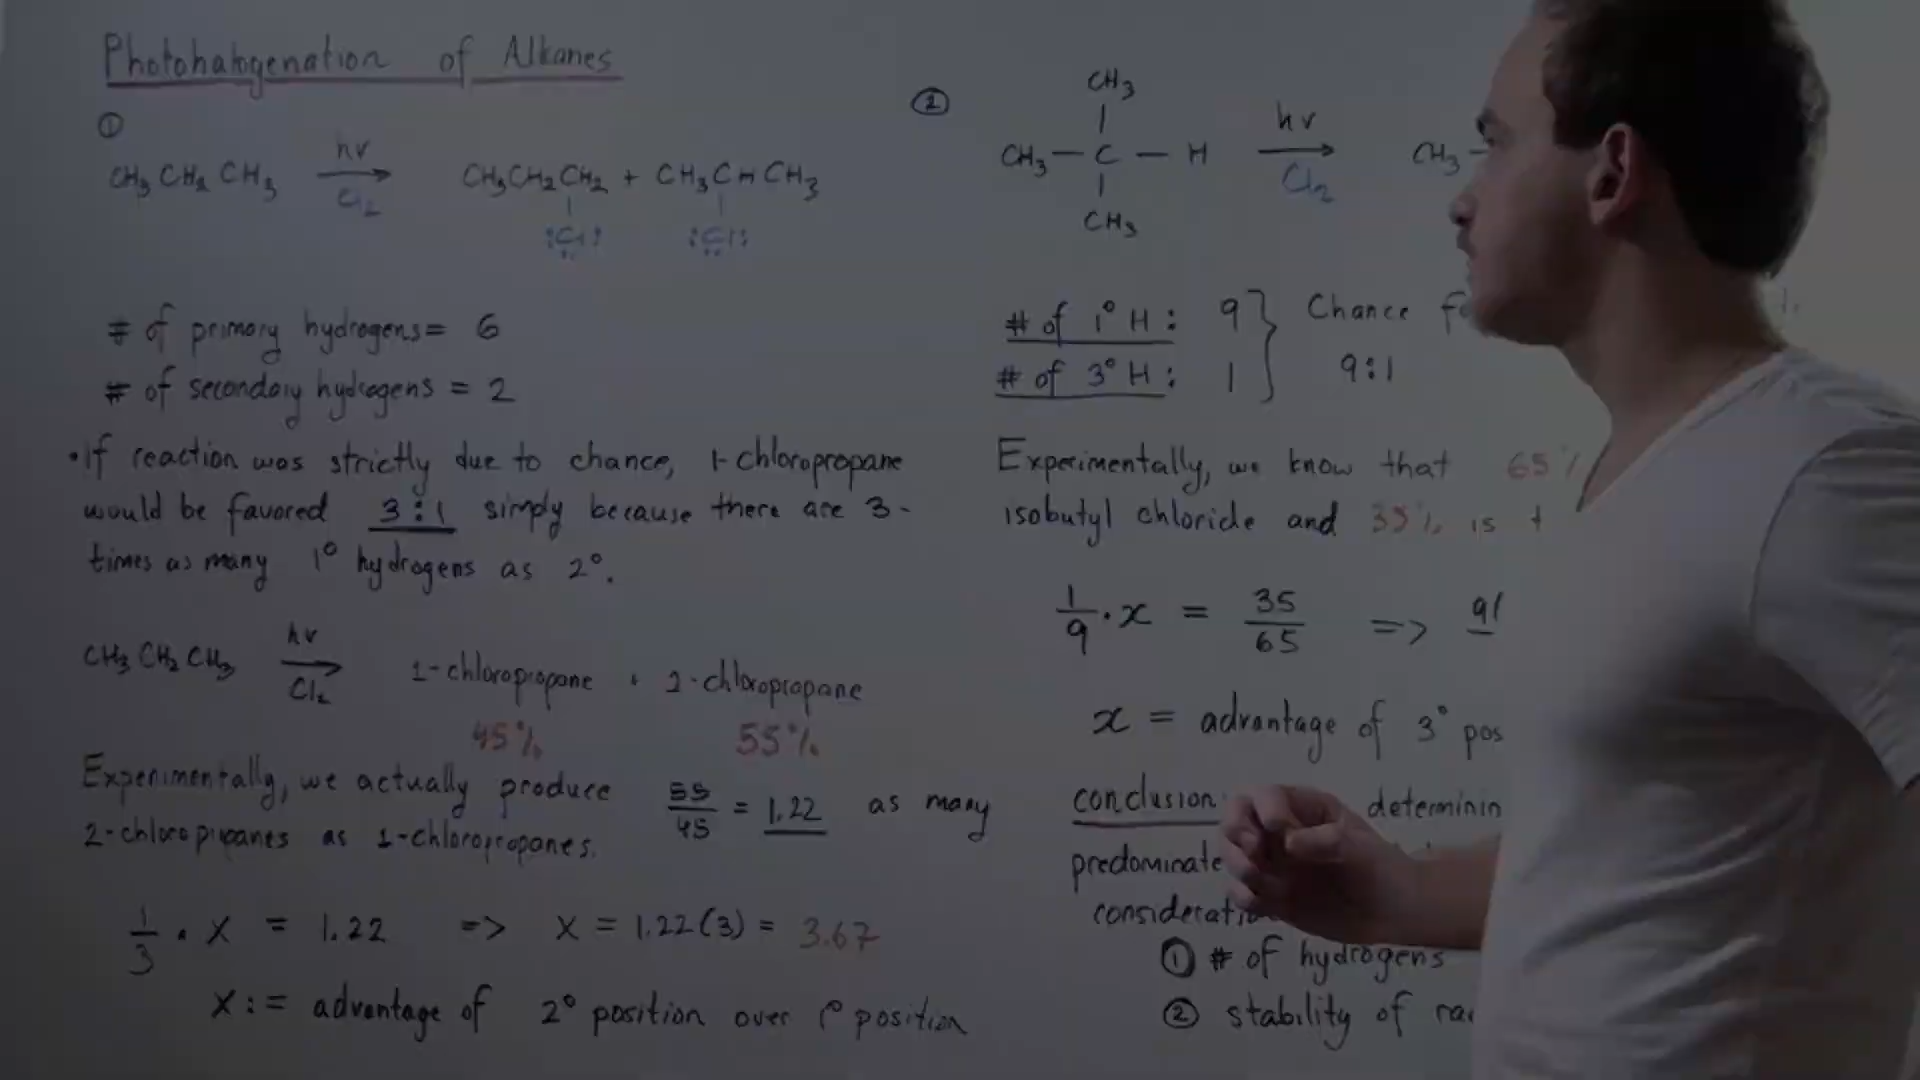 Photohalogenation of Alkanes
①
CH₃CH₂CH₃ hv Cl₂ → CH₃CH₂CH₂ + CH₃CHCH₃
:Cl: :Cl:
# of primary hydrogens = 6
# of secondary hydrogens = 2
• If reaction was strictly due to chance, 1-chloropropane
would be favored 3:1 simply because there are 3-
times as many 1° hydrogens as 2°.
CH₃CH₂CH₃ hv Cl₂ → 1-chloropropane + 2-chloropropane
45% 55%
Experimentally, we actually produce 55/45 = 1.22 as many
2-chloropropanes as 1-chloropropanes.
1/3 · X = 1.22 => X = 1.22(3) = 3.67
X := advantage of 2° position over 1° position
②
CH₃
CH₃ — C — H hv Cl₂ → CH₃ —
CH₃
# of 1° H: 9 } Chance
# of 3° H: 1 } 9:1
Experimentally, we know that 65%
isobutyl chloride and 35% is
1/9 · x = 35/65 =>
x = advantage of 3° pos
conclusion: determinin
predominate
considerati
① # of hydrogens
② stability of